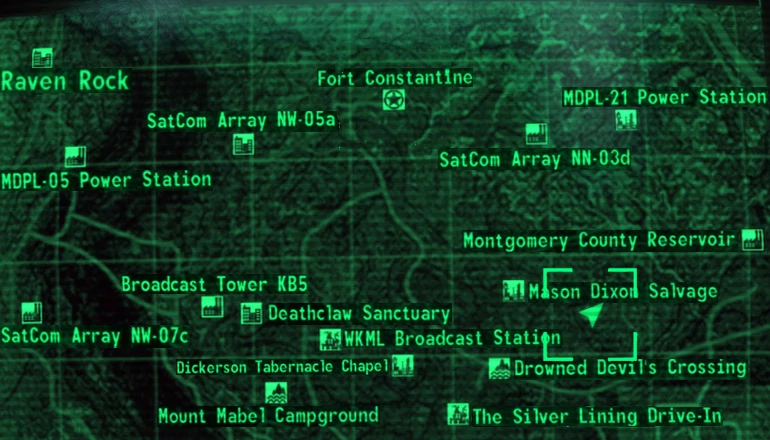 Raven Rock
Fort Constantine
MDPL-21 Power Station
SatCom Array NW-05a
SatCom Array NN-03d
MDPL-05 Power Station
Montgomery County Reservoir
Broadcast Tower KB5
Mason Dixon Salvage
Deathclaw Sanctuary
SatCom Array NW-07c
WKML Broadcast Station
Dickerson Tabernacle Chapel
Drowned Devil's Crossing
Mount Mabel Campground
The Silver Lining Drive-In